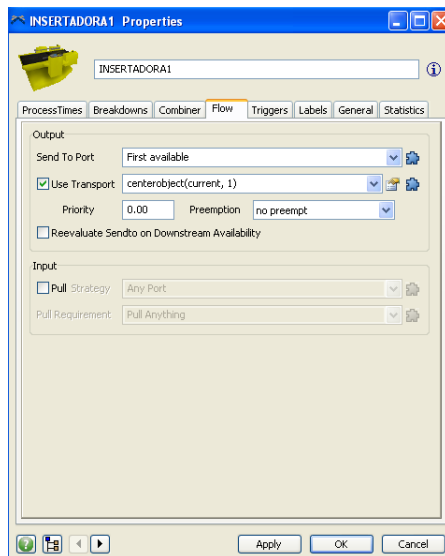 INSERTADORA1 Properties
INSERTADORA1
ProcessTimes Breakdowns Combiner Flow Triggers Labels General Statistics
Output
Send To Port First available
Use Transport centerobject(current, 1)
Priority 0.00 Preemption no preempt
Reevaluate Sendto on Downstream Availability
Input
Pull Strategy Any Port
Pull Requirement Pull Anything
Apply OK Cancel